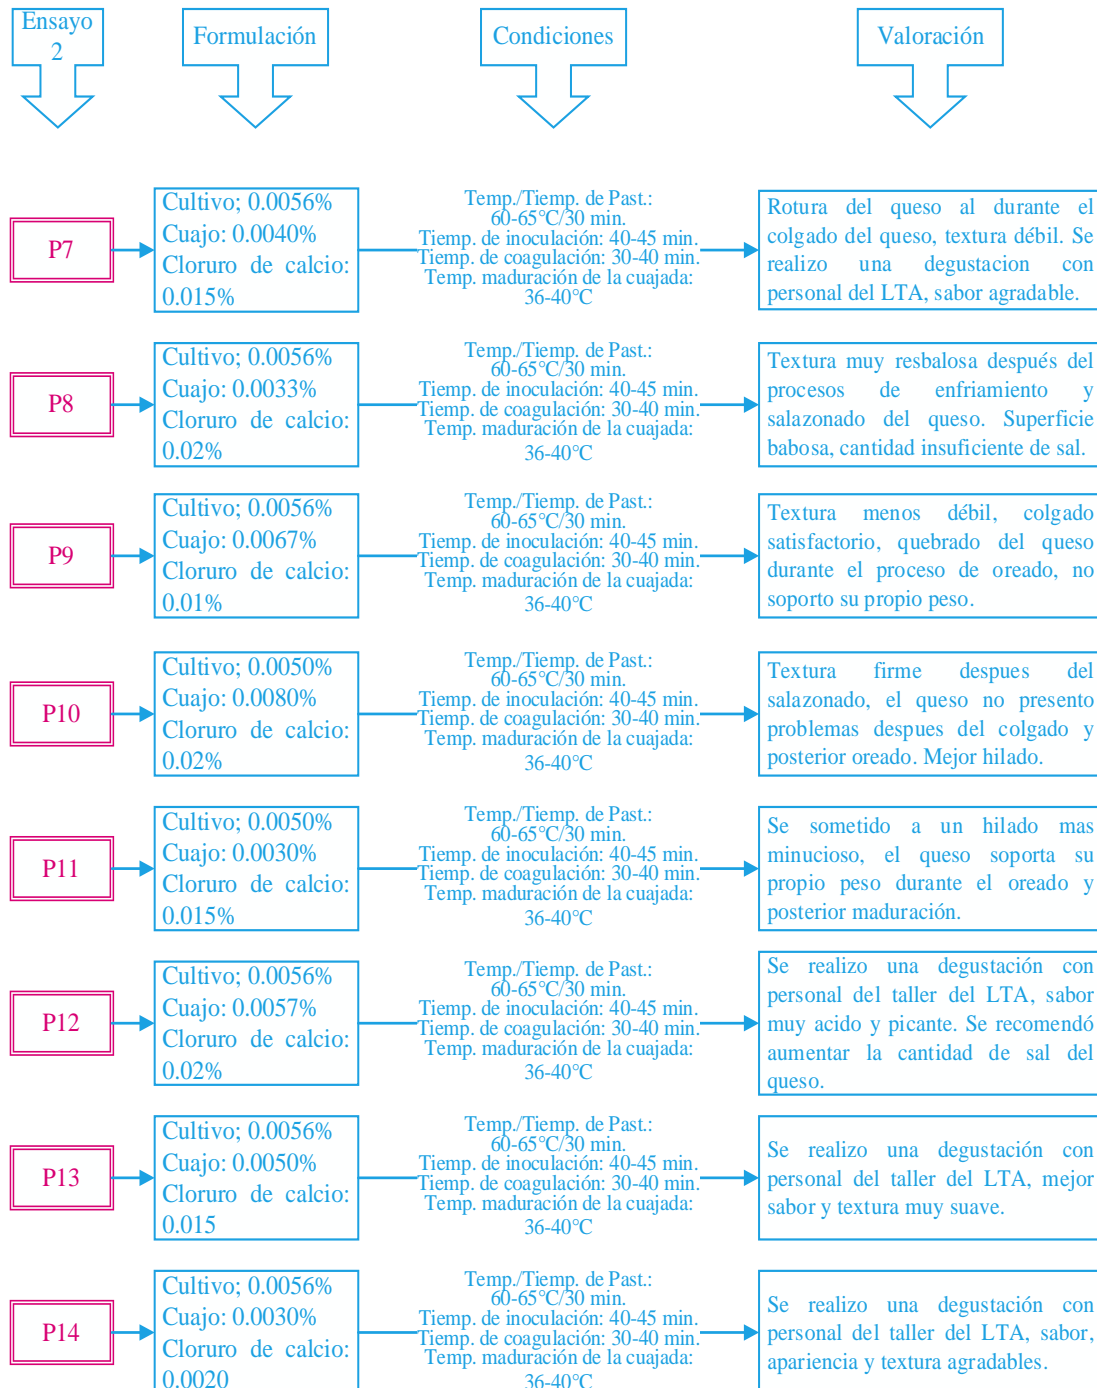 Ensayo
2
Formulación
Condiciones
Valoración
P7
Cultivo; 0.0056%
Cuajo: 0.0040%
Cloruro de calcio:
0.015%
Temp./Tiemp. de Past.:
60-65°C/30 min.
Tiemp. de inoculación: 40-45 min.
Tiemp. de coagulación: 30-40 min.
Temp. maduración de la cuajada:
36-40°C
Rotura del queso al durante el
colgado del queso, textura débil. Se
realizo una degustacion con
personal del LTA, sabor agradable.
P8
Cultivo; 0.0056%
Cuajo: 0.0033%
Cloruro de calcio:
0.02%
Temp./Tiemp. de Past.:
60-65°C/30 min.
Tiemp. de inoculación: 40-45 min.
Tiemp. de coagulación: 30-40 min.
Temp. maduración de la cuajada:
36-40°C
Textura muy resbalosa después del
procesos de enfriamiento y
salazonado del queso. Superficie
babosa, cantidad insuficiente de sal.
P9
Cultivo; 0.0056%
Cuajo: 0.0067%
Cloruro de calcio:
0.01%
Temp./Tiemp. de Past.:
60-65°C/30 min.
Tiemp. de inoculación: 40-45 min.
Tiemp. de coagulación: 30-40 min.
Temp. maduración de la cuajada:
36-40°C
Textura menos débil, colgado
satisfactorio, quebrado del queso
durante el proceso de oreado, no
soporto su propio peso.
P10
Cultivo; 0.0050%
Cuajo: 0.0080%
Cloruro de calcio:
0.02%
Temp./Tiemp. de Past.:
60-65°C/30 min.
Tiemp. de inoculación: 40-45 min.
Tiemp. de coagulación: 30-40 min.
Temp. maduración de la cuajada:
36-40°C
Textura firme despues del
salazonado, el queso no presento
problemas despues del colgado y
posterior oreado. Mejor hilado.
P11
Cultivo; 0.0050%
Cuajo: 0.0030%
Cloruro de calcio:
0.015%
Temp./Tiemp. de Past.:
60-65°C/30 min.
Tiemp. de inoculación: 40-45 min.
Tiemp. de coagulación: 30-40 min.
Temp. maduración de la cuajada:
36-40°C
Se sometido a un hilado mas
minucioso, el queso soporta su
propio peso durante el oreado y
posterior maduración.
P12
Cultivo; 0.0056%
Cuajo: 0.0057%
Cloruro de calcio:
0.02%
Temp./Tiemp. de Past.:
60-65°C/30 min.
Tiemp. de inoculación: 40-45 min.
Tiemp. de coagulación: 30-40 min.
Temp. maduración de la cuajada:
36-40°C
Se realizo una degustación con
personal del taller del LTA, sabor
muy acido y picante. Se recomendó
aumentar la cantidad de sal del
queso.
P13
Cultivo; 0.0056%
Cuajo: 0.0050%
Cloruro de calcio:
0.015
Temp./Tiemp. de Past.:
60-65°C/30 min.
Tiemp. de inoculación: 40-45 min.
Tiemp. de coagulación: 30-40 min.
Temp. maduración de la cuajada:
36-40°C
Se realizo una degustación con
personal del taller del LTA, mejor
sabor y textura muy suave.
P14
Cultivo; 0.0056%
Cuajo: 0.0030%
Cloruro de calcio:
0.0020
Temp./Tiemp. de Past.:
60-65°C/30 min.
Tiemp. de inoculación: 40-45 min.
Tiemp. de coagulación: 30-40 min.
Temp. maduración de la cuajada:
36-40°C
Se realizo una degustación con
personal del taller del LTA, sabor,
apariencia y textura agradables.